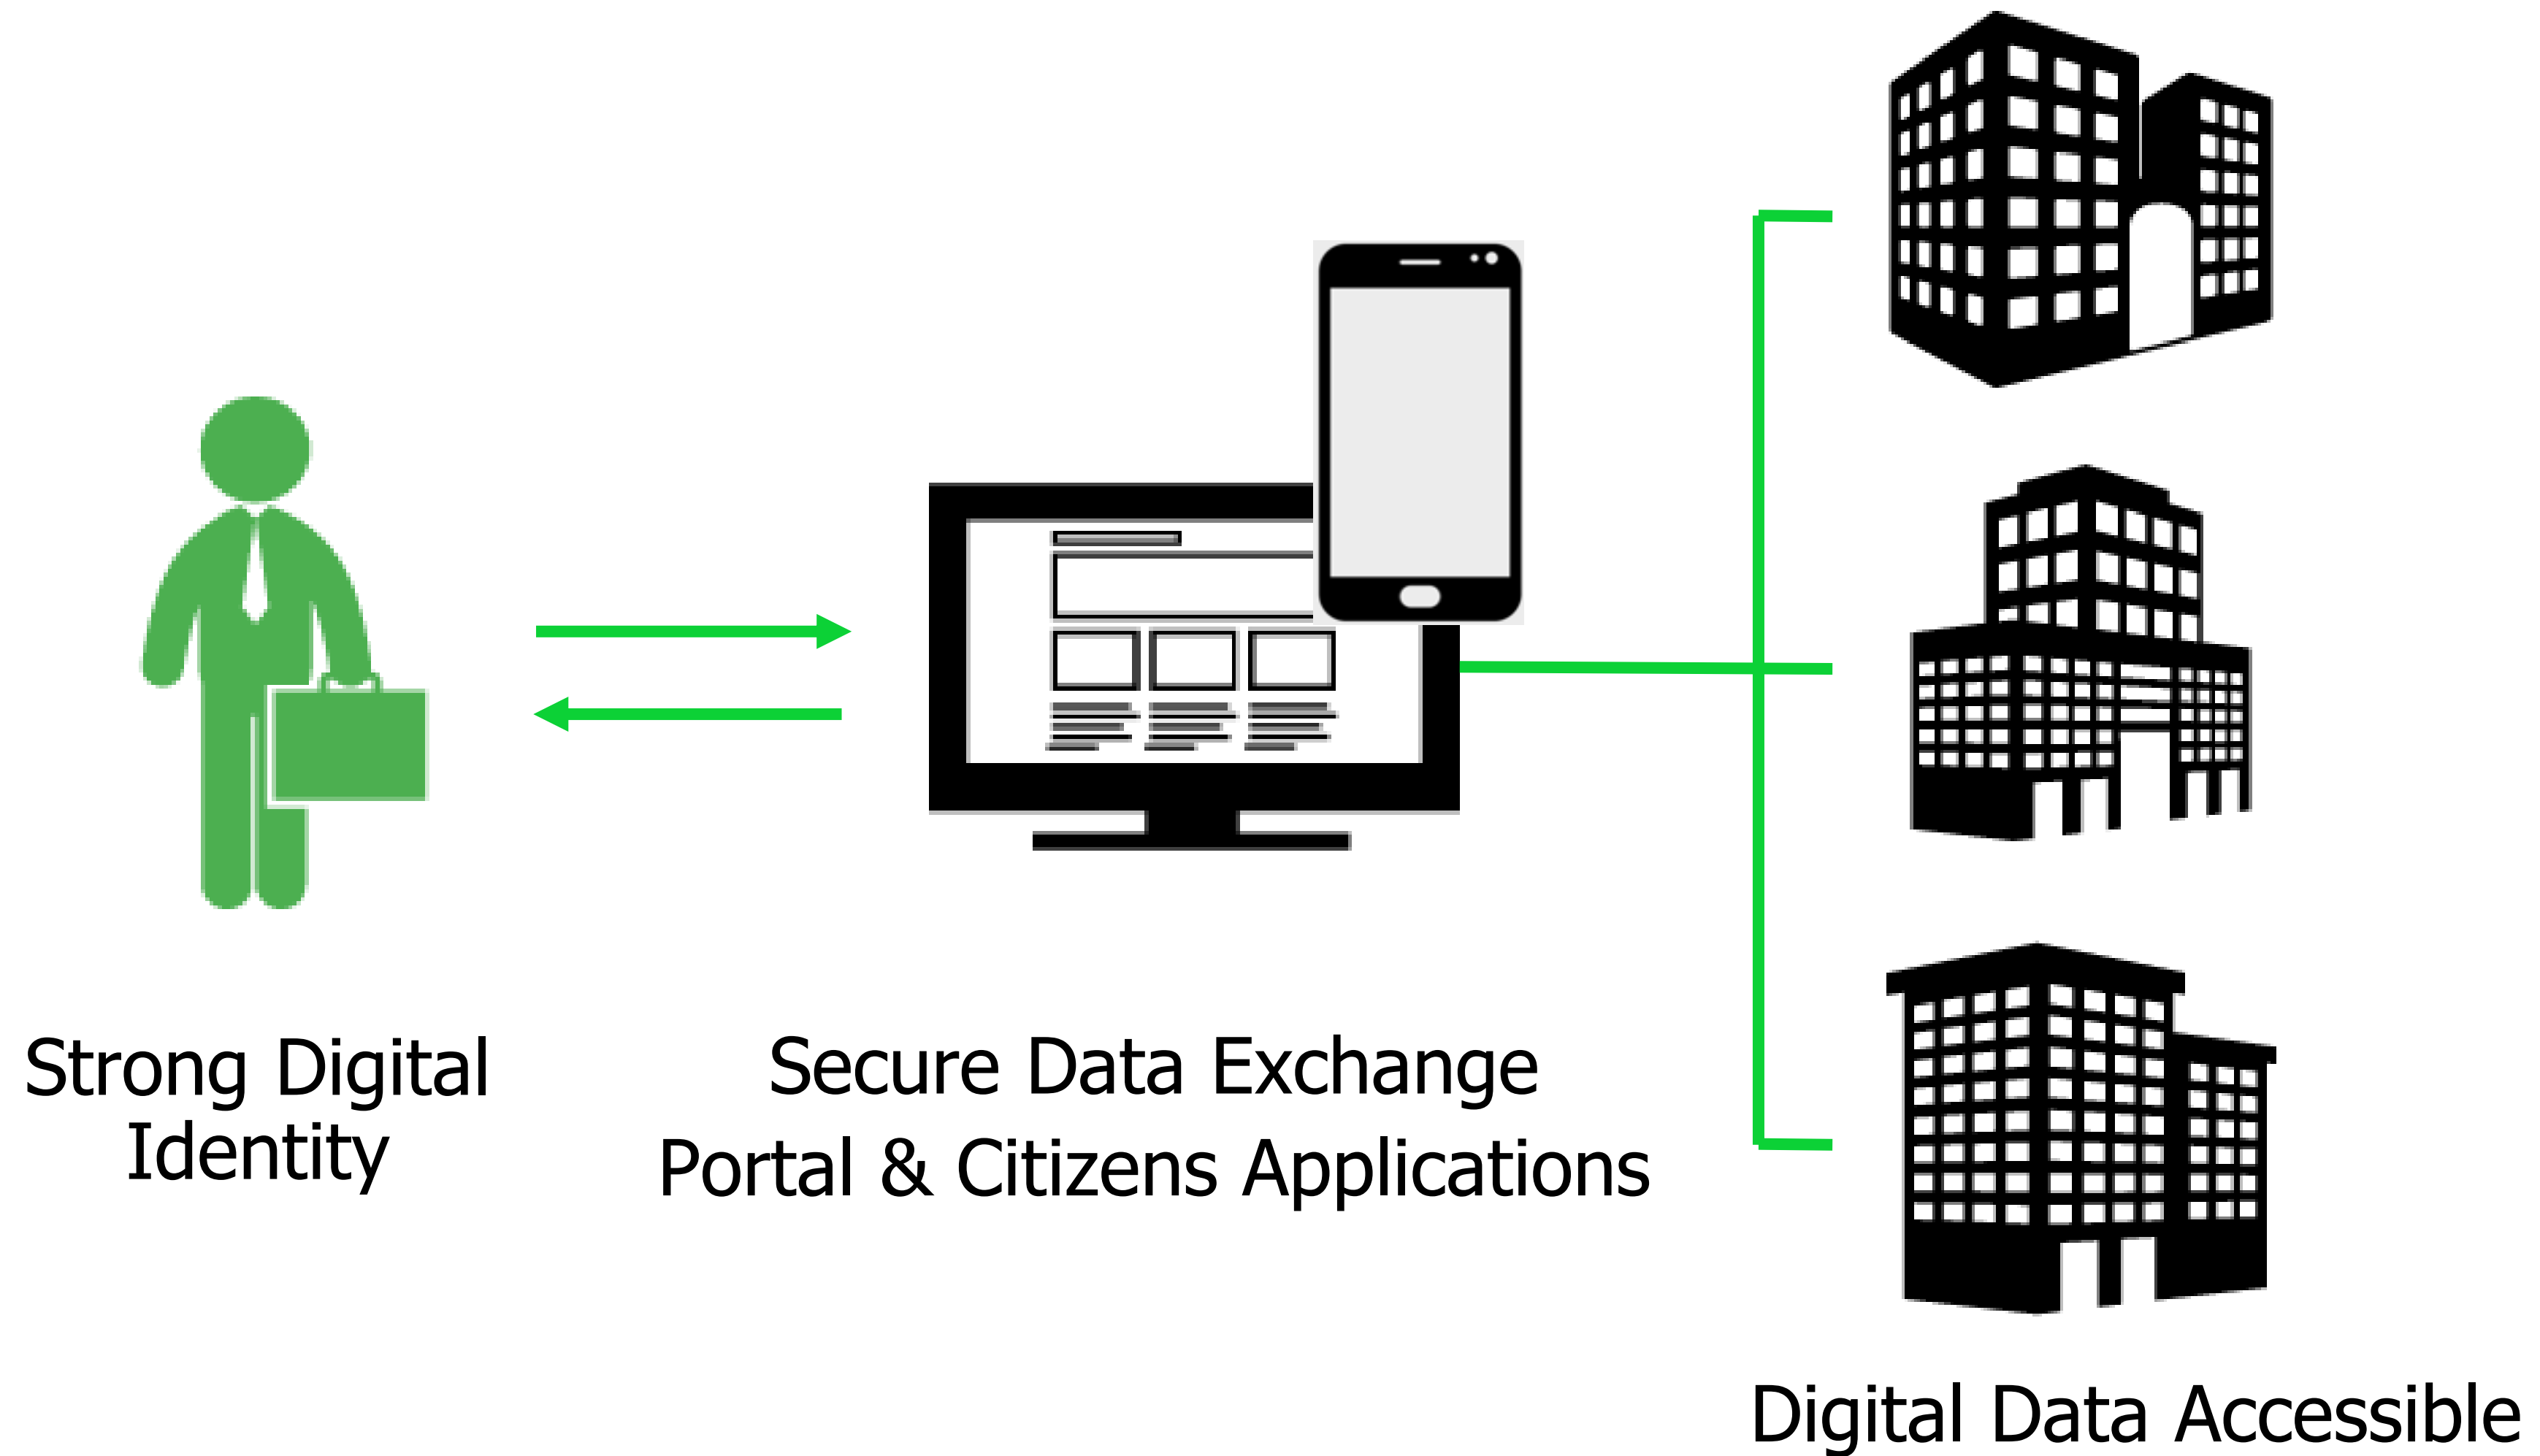 Strong Digital
Identity
Secure Data Exchange
Portal & Citizens Applications
Digital Data Accessible